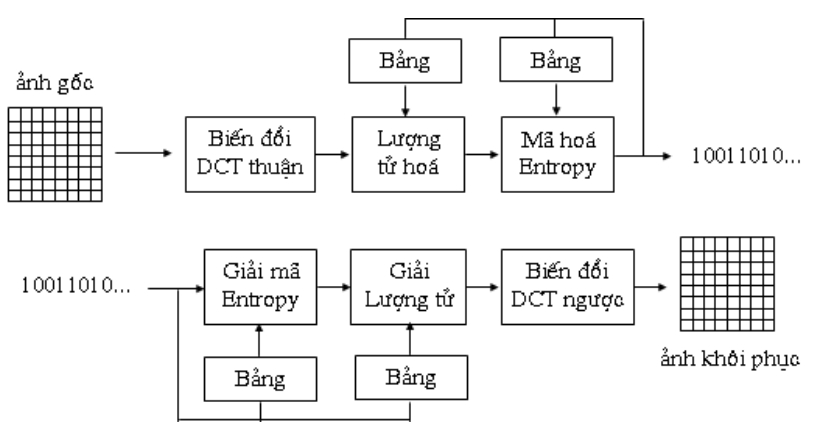 Bảng
Bảng
ảnh gốc
Biến đổi
DCT thuận
Lượng
tử hoá
Mã hoá
Entropy
10011010...
10011010...
Giải mã
Entropy
Giải
Lượng tử
Biến đổi
DCT ngược
ảnh khôi phục
Bảng
Bảng